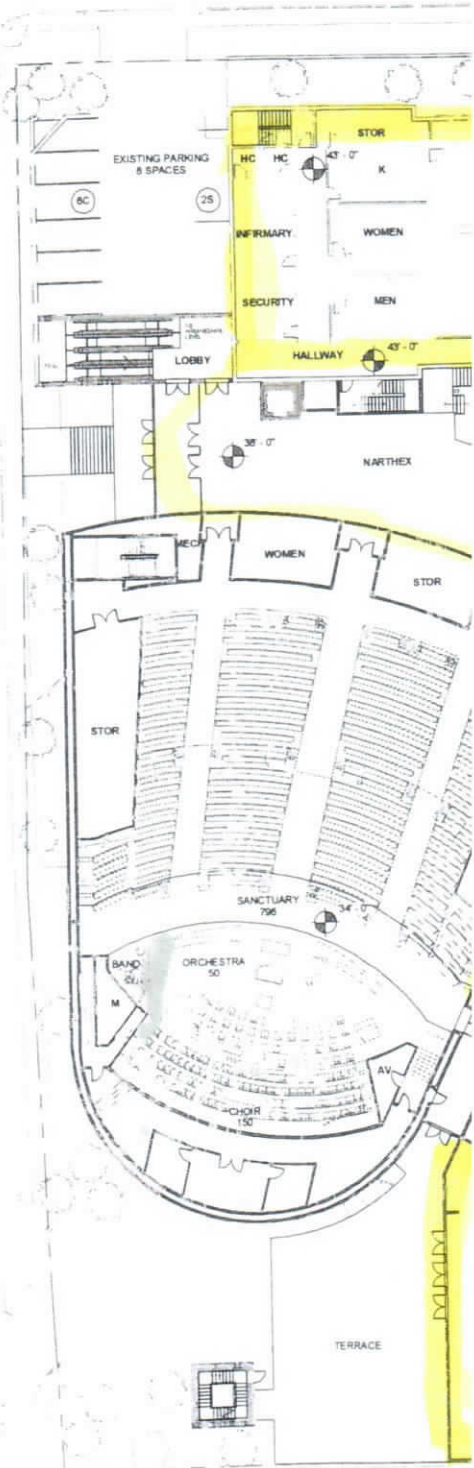 STOR
EXISTING PARKING
8 SPACES
HC HC
43' - 0"
K
6C
2S
INFIRMARY
WOMEN
SECURITY
MEN
LOBBY
HALLWAY
43' - 0"
38' - 0"
NARTHEX
MECH
WOMEN
STOR
STOR
SANCTUARY
796
34' - 0"
BAND
ORCHESTRA
50
M
AV
CHOIR
150
TERRACE